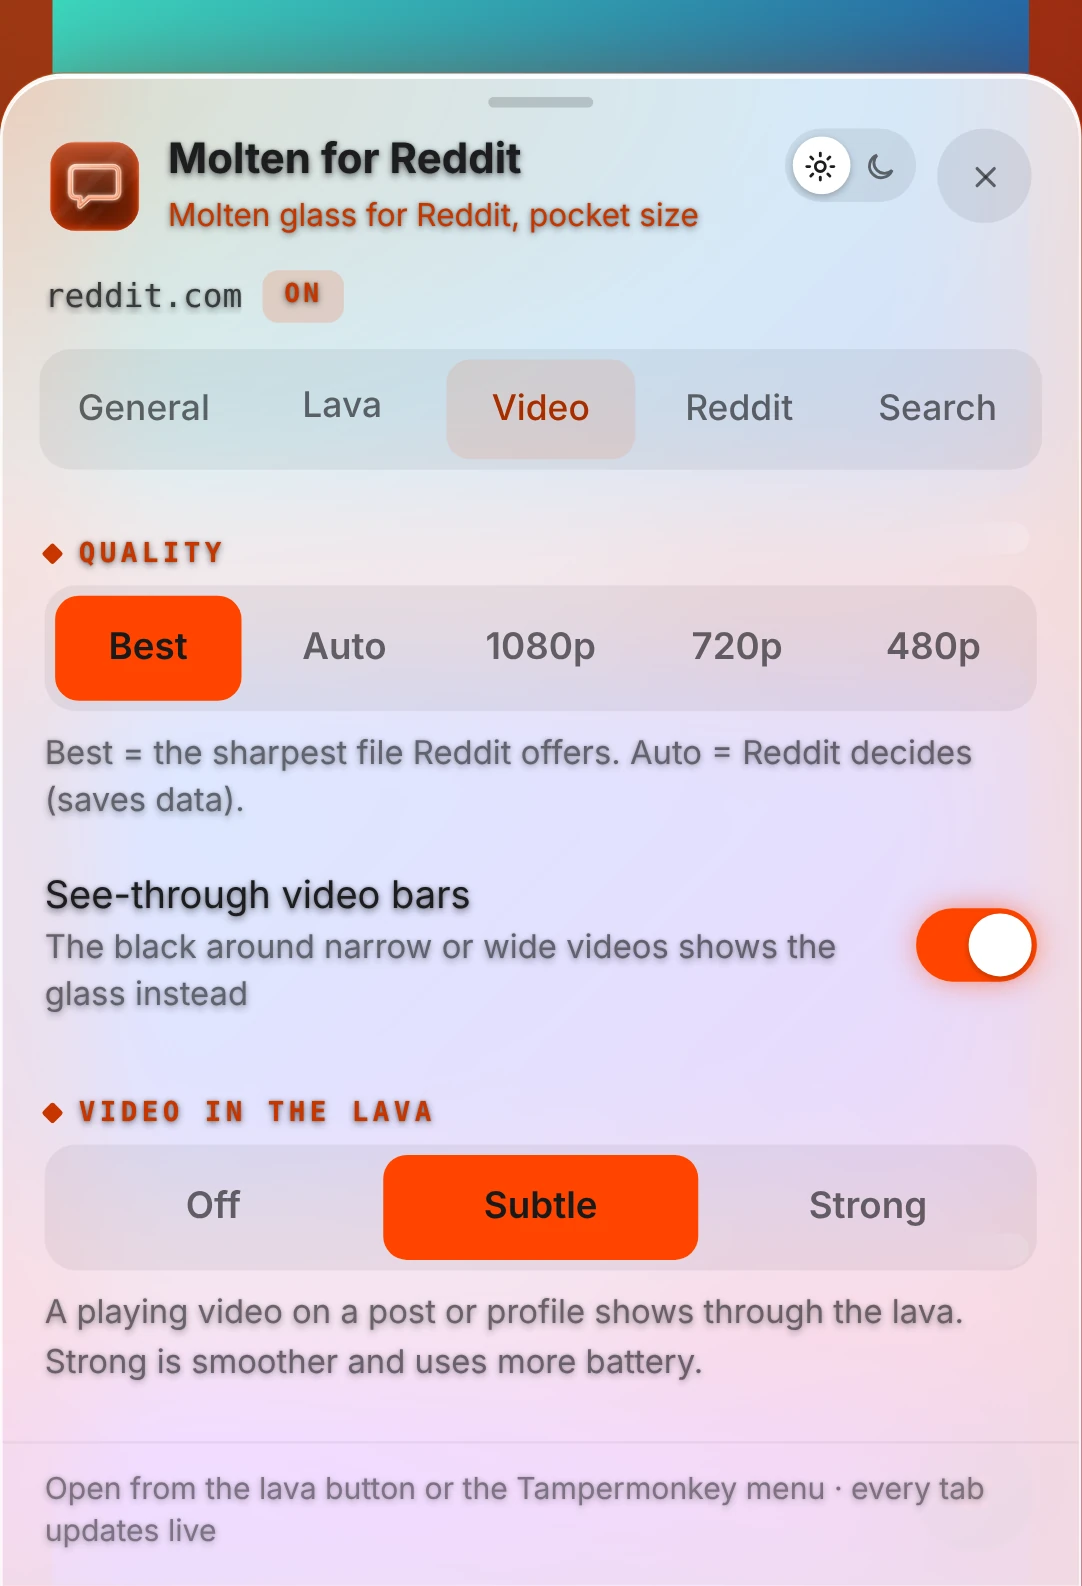 Molten for Reddit
Molten glass for Reddit, pocket size
reddit.com ON
General Lava Video Reddit Search
QUALITY
Best Auto 1080p 720p 480p
Best = the sharpest file Reddit offers. Auto = Reddit decides
(saves data).
See-through video bars
The black around narrow or wide videos shows the
glass instead
VIDEO IN THE LAVA
Off Subtle Strong
A playing video on a post or profile shows through the lava.
Strong is smoother and uses more battery.
Open from the lava button or the Tampermonkey menu · every tab
updates live